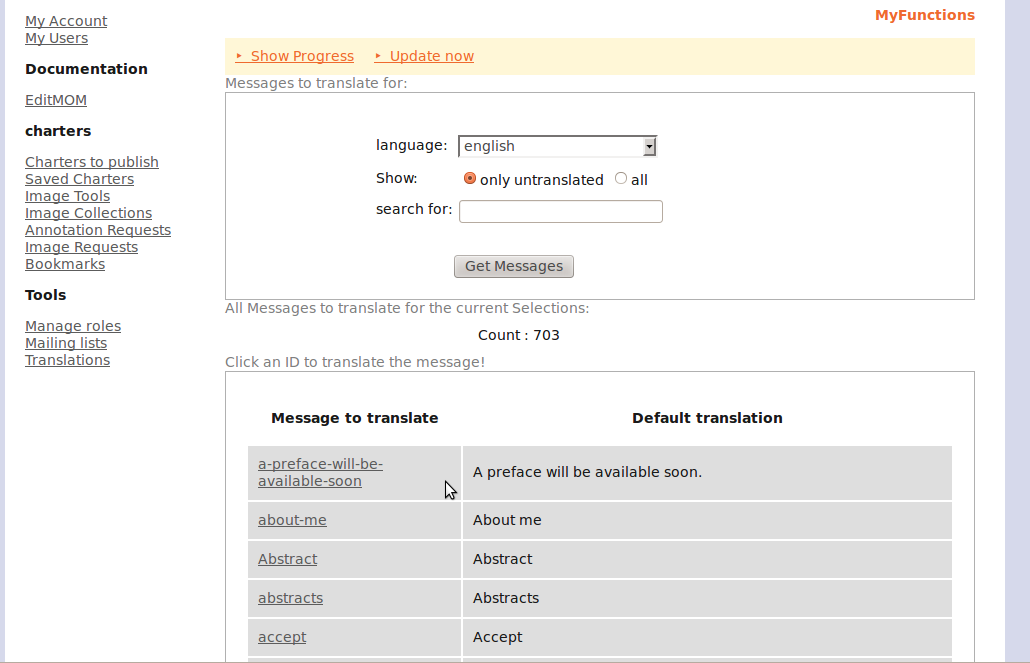 My Account
My Users
Documentation
EditMOM
charters
Charters to publish
Saved Charters
Image Tools
Image Collections
Annotation Requests
Image Requests
Bookmarks
Tools
Manage roles
Mailing lists
Translations
MyFunctions
Show Progress Update now
Messages to translate for:
language: english
Show: only untranslated all
search for:
Get Messages
All Messages to translate for the current Selections:
Count : 703
Click an ID to translate the message!
Message to translate Default translation
a-preface-will-be-
available-soon
A preface will be available soon.
about-me About me
Abstract Abstract
abstracts Abstracts
accept Accept